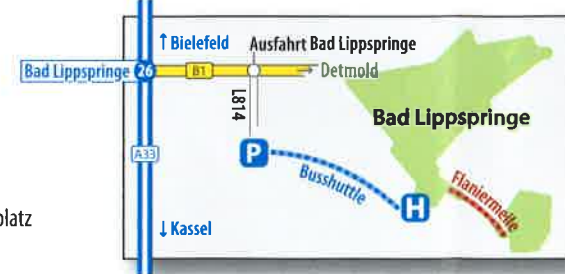 ↑ Bielefeld
Ausfahrt Bad Lippspringe
Bad Lippspringe 26
B1
→ Detmold
L814
Bad Lippspringe
A33
P
Busshuttle
Flaniermeile
H
platz
↓ Kassel